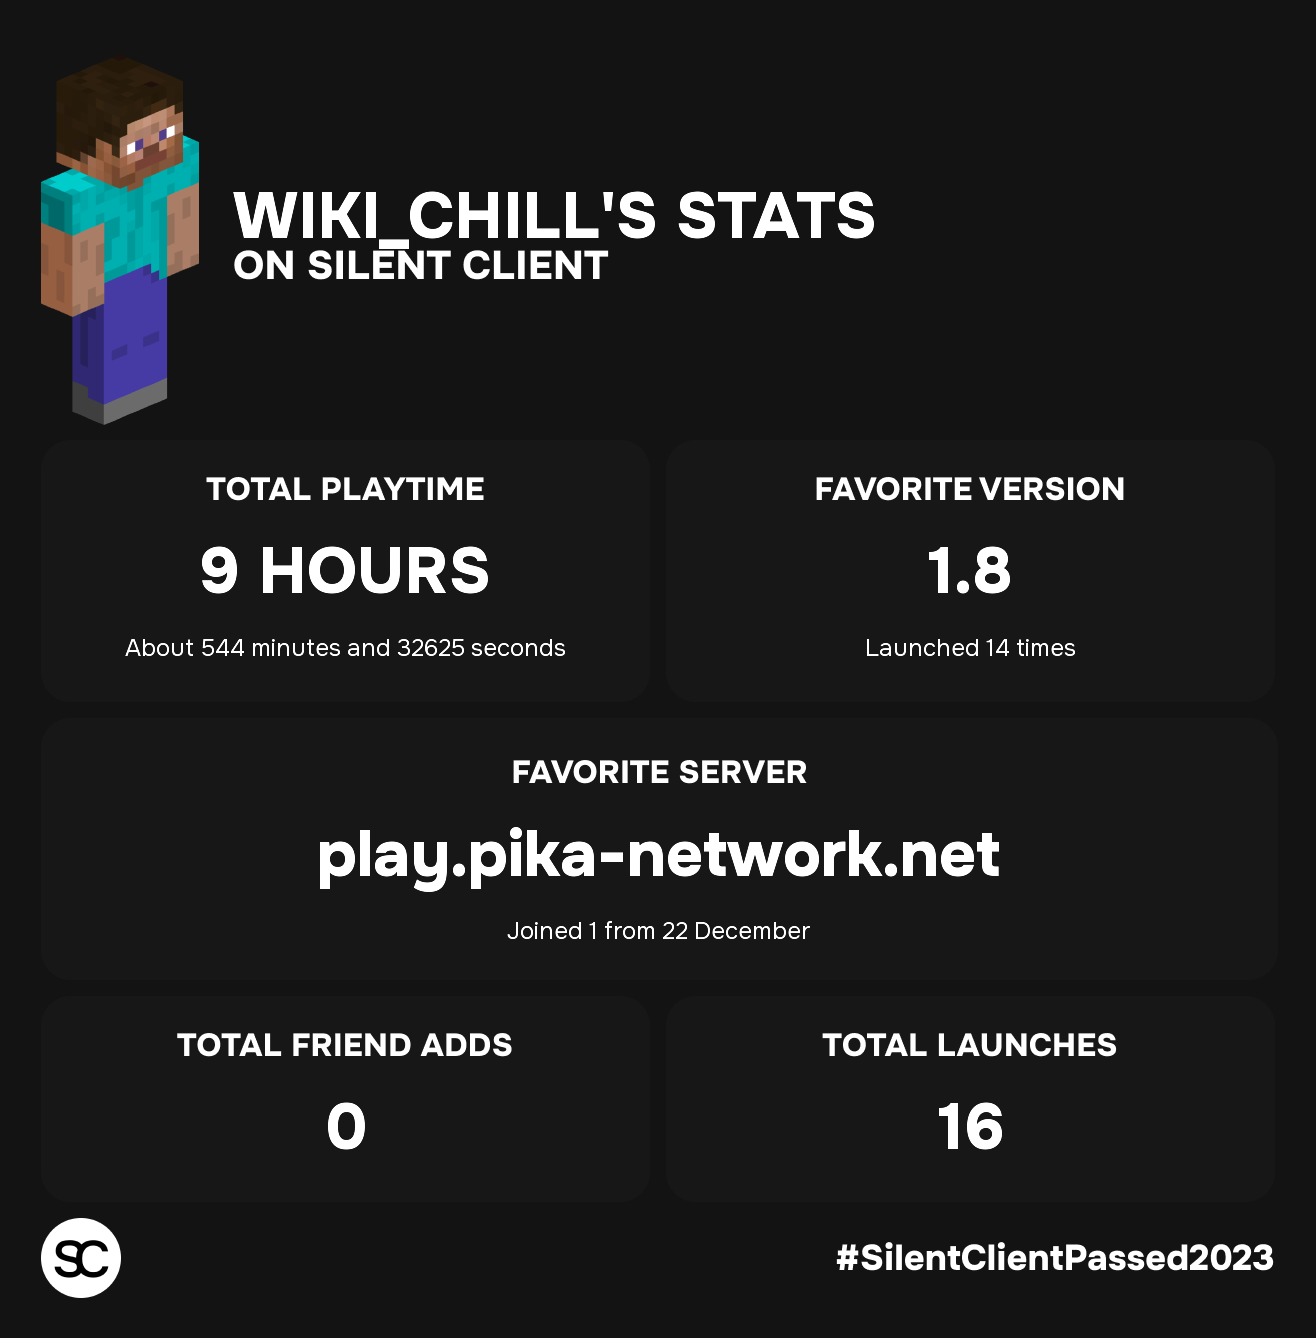 WIKI_CHILL'S STATS
ON SILENT CLIENT
TOTAL PLAYTIME
9 HOURS
About 544 minutes and 32625 seconds
FAVORITE VERSION
1.8
Launched 14 times
FAVORITE SERVER
play.pika-network.net
Joined 1 from 22 December
TOTAL FRIEND ADDS
0
TOTAL LAUNCHES
16
SC
#SilentClientPassed2023